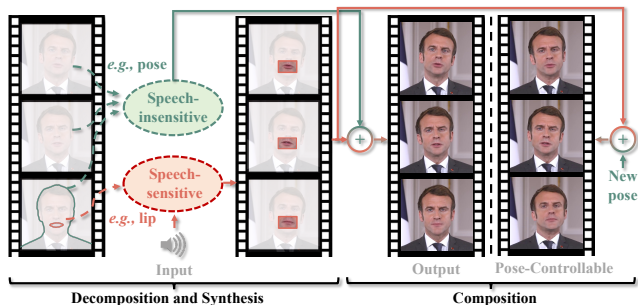 e.g., pose
Speech-
insensitive
Speech-
sensitive
e.g., lip
Input
+
+
New
pose
Output
Pose-Controllable
Decomposition and Synthesis
Composition